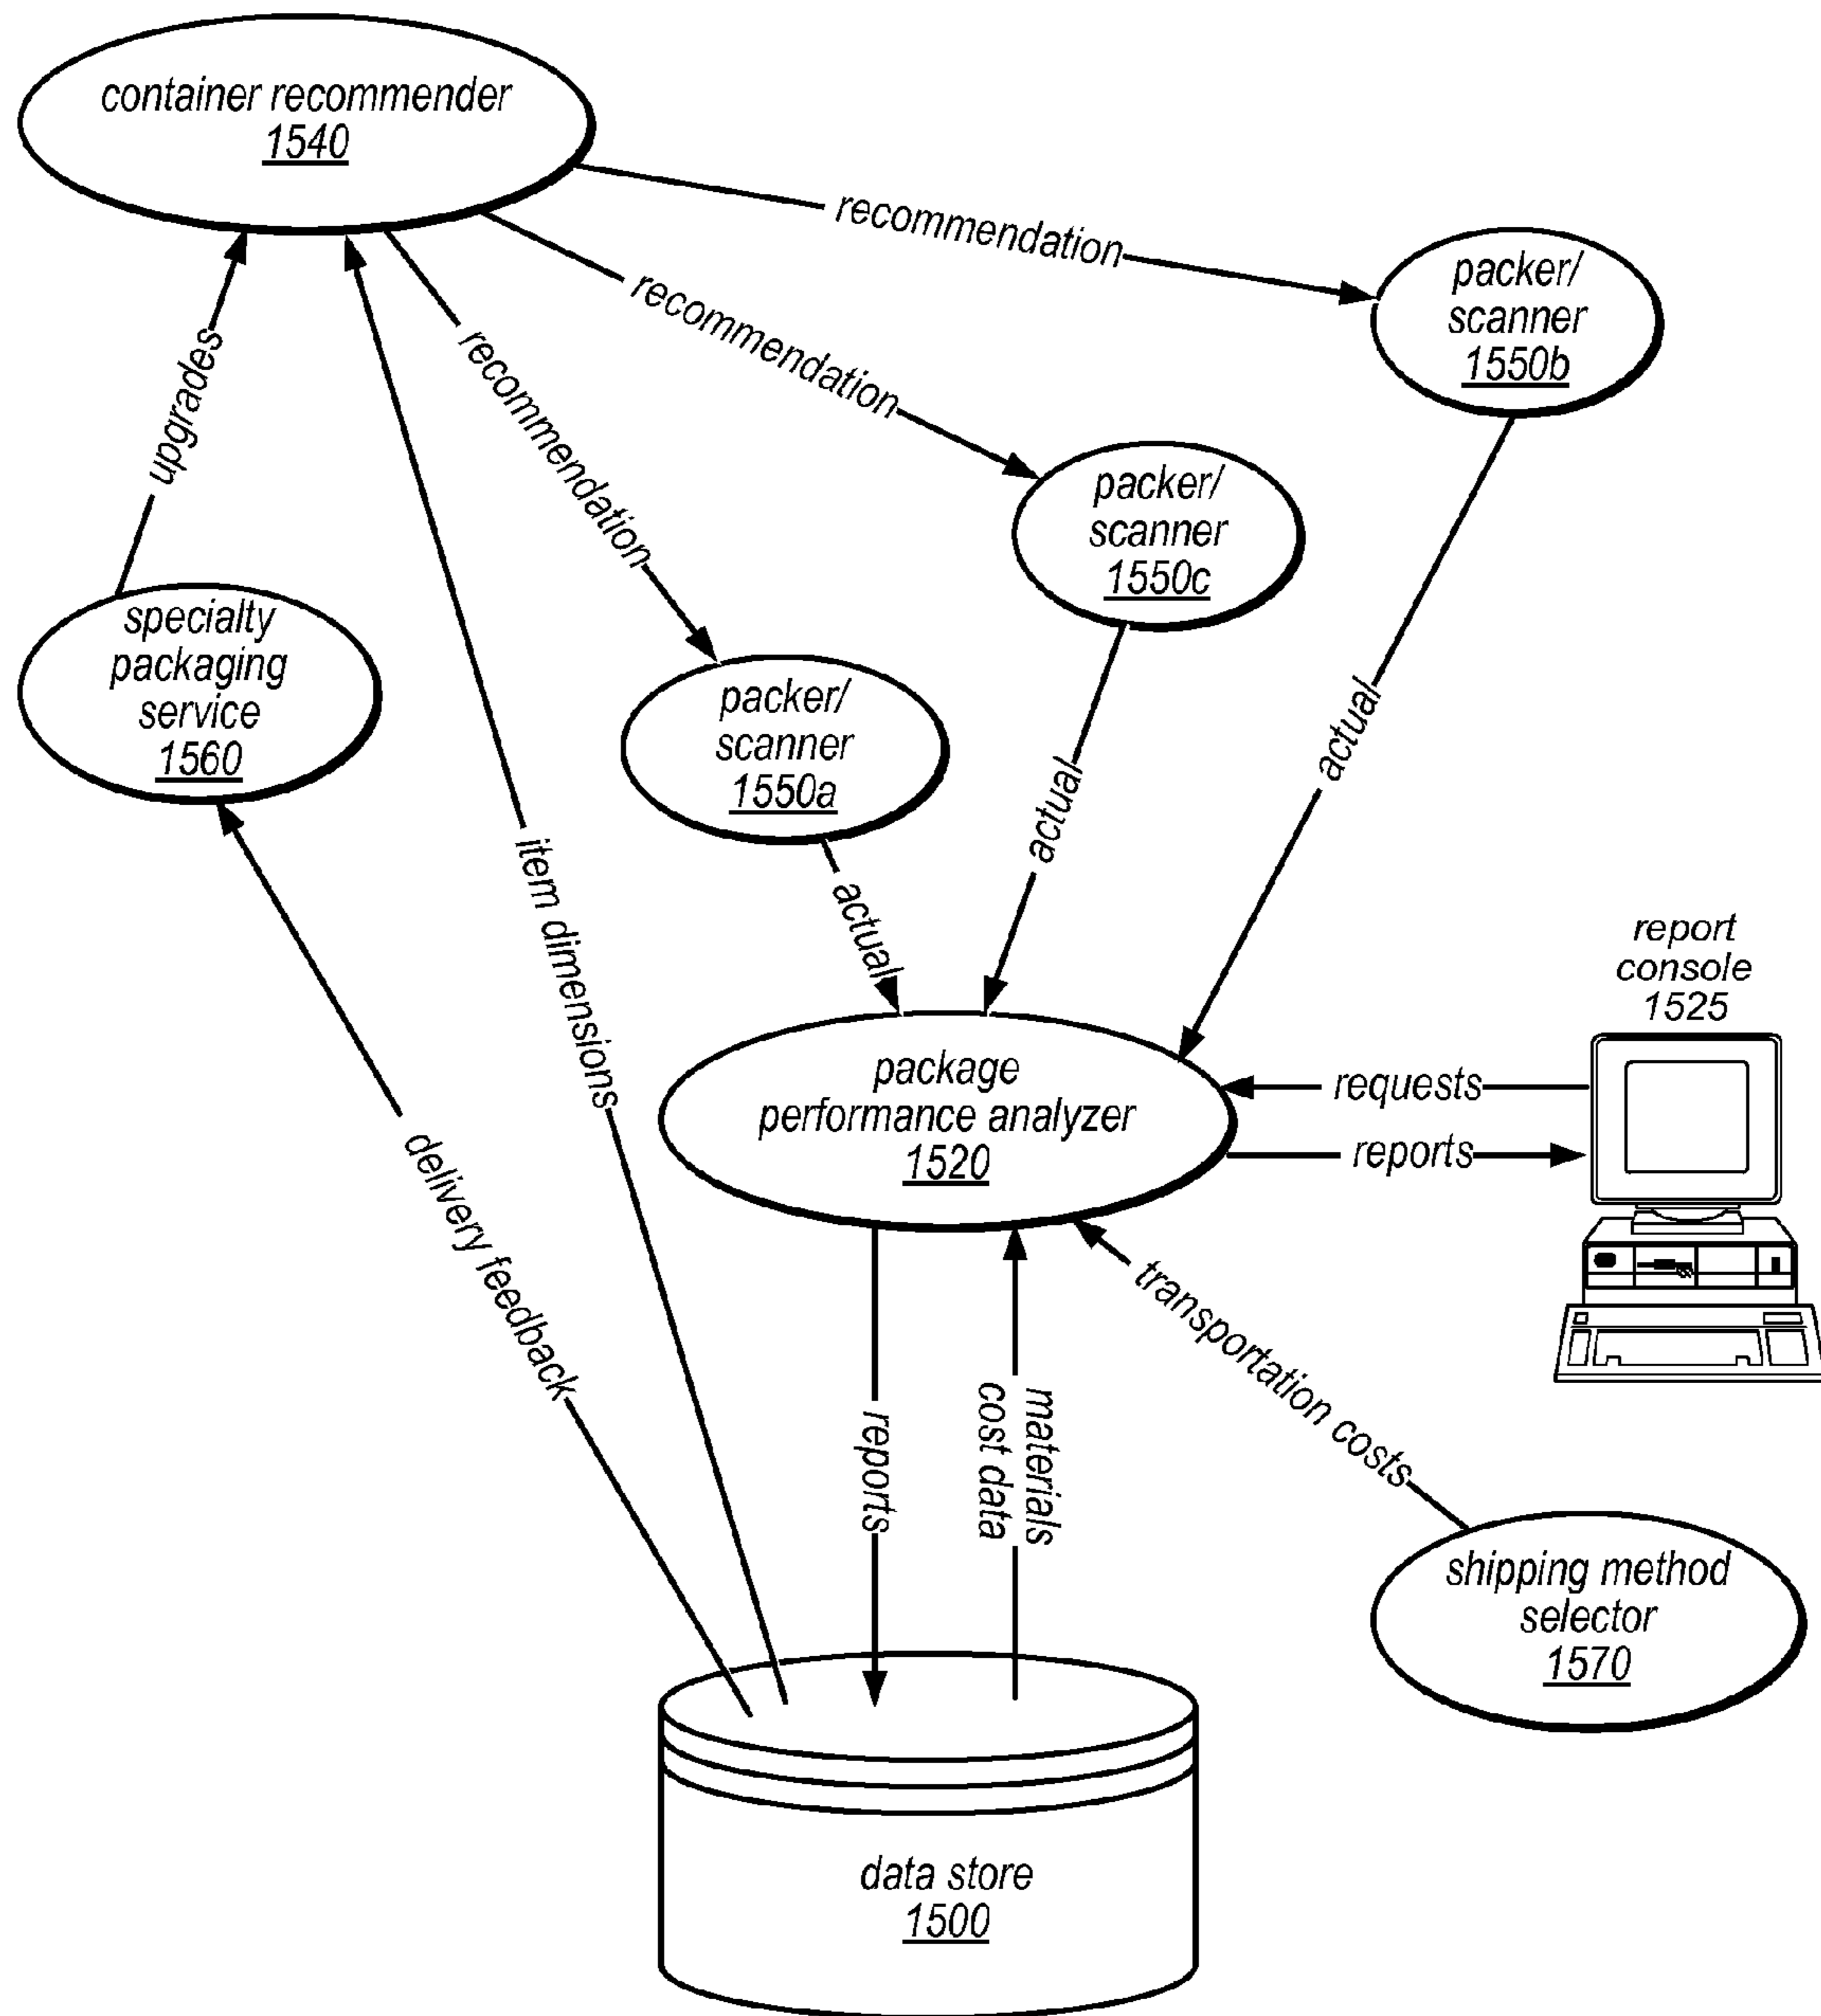 container recommender
1540
recommendation
packer/
scanner
1550b
recommendation
packer/
scanner
1550c
recommendation
upgrades
specialty
packaging
service
1560
packer/
scanner
1550a
actual
actual
actual
item dimensions
delivery feedback
report
console
1525
package
performance analyzer
1520
requests
reports
transportation costs
reports
materials
cost data
shipping method
selector
1570
data store
1500